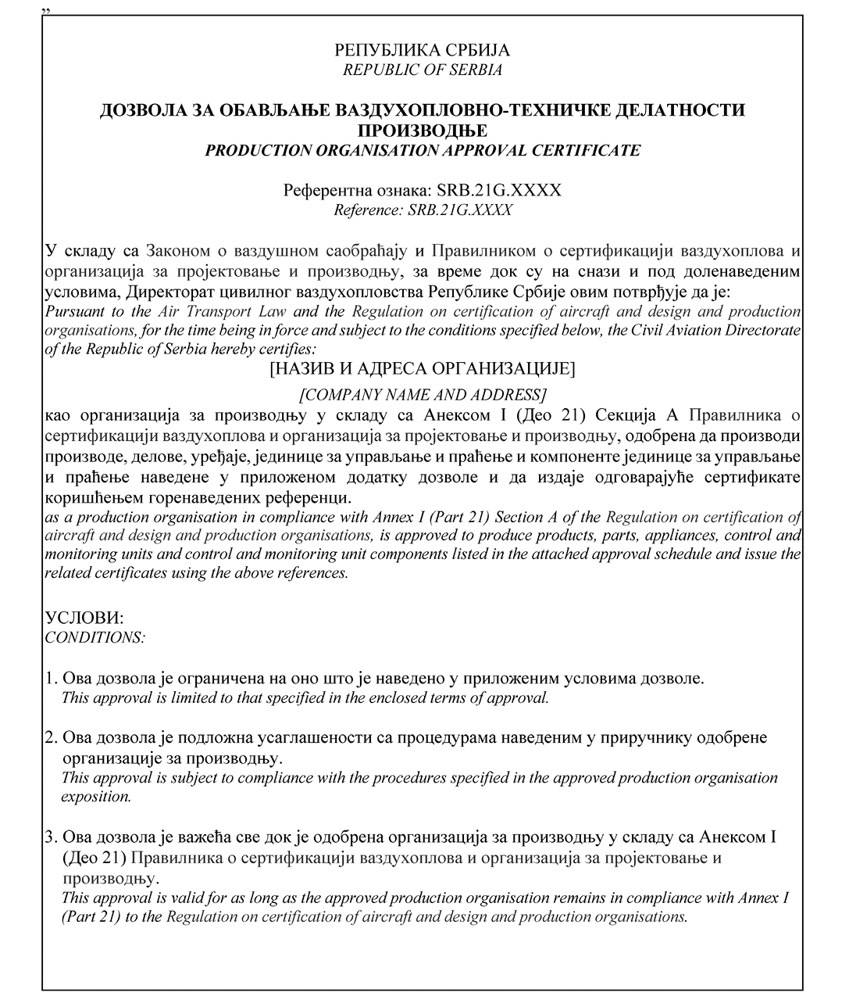 „
РЕПУБЛИКА СРБИЈА
REPUBLIC OF SERBIA
ДОЗВОЛА ЗА ОБАВЉАЊЕ ВАЗДУХОПЛОВНО-ТЕХНИЧКЕ ДЕЛАТНОСТИ
ПРОИЗВОДЊЕ
PRODUCTION ORGANISATION APPROVAL CERTIFICATE
Референтна ознака: SRB.21G.XXXX
Reference: SRB.21G.XXXX
У складу са Законом о ваздушном саобраћају и Правилником о сертификацији ваздухоплова и
организација за пројектовање и производњу, за време док су на снази и под доленаведеним
условима, Директорат цивилног ваздухопловства Републике Србије овим потврђује да је:
Pursuant to the Air Transport Law and the Regulation on certification of aircraft and design and production
organisations, for the time being in force and subject to the conditions specified below, the Civil Aviation Directorate
of the Republic of Serbia hereby certifies:
[НАЗИВ И АДРЕСА ОРГАНИЗАЦИЈЕ]
[COMPANY NAME AND ADDRESS]
као организација за производњу у складу са Анексом I (Део 21) Секција А Правилника о
сертификацији ваздухоплова и организација за пројектовање и производњу, одобрена да производи
производе, делове, уређаје, јединице за управљање и праћење и компоненте јединице за управљање
и праћење наведене у приложеном додатку дозволе и да издаје одговарајуће сертификате
коришћењем горенаведених референци.
as a production organisation in compliance with Annex I (Part 21) Section A of the Regulation on certification of
aircraft and design and production organisations, is approved to produce products, parts, appliances, control and
monitoring units and control and monitoring unit components listed in the attached approval schedule and issue the
related certificates using the above references.
УСЛОВИ:
CONDITIONS:
1. Ова дозвола је ограничена на оно што је наведено у приложеним условима дозволе.
This approval is limited to that specified in the enclosed terms of approval.
2. Ова дозвола је подложна усаглашености са процедурама наведеним у приручнику одобрене
организације за производњу.
This approval is subject to compliance with the procedures specified in the approved production organisation
exposition.
3. Ова дозвола је важећа све док је одобрена организација за производњу у складу са Анексом I
(Део 21) Правилника о сертификацији ваздухоплова и организација за пројектовање и
производњу.
This approval is valid for as long as the approved production organisation remains in compliance with Annex I
(Part 21) to the Regulation on certification of aircraft and design and production organisations.